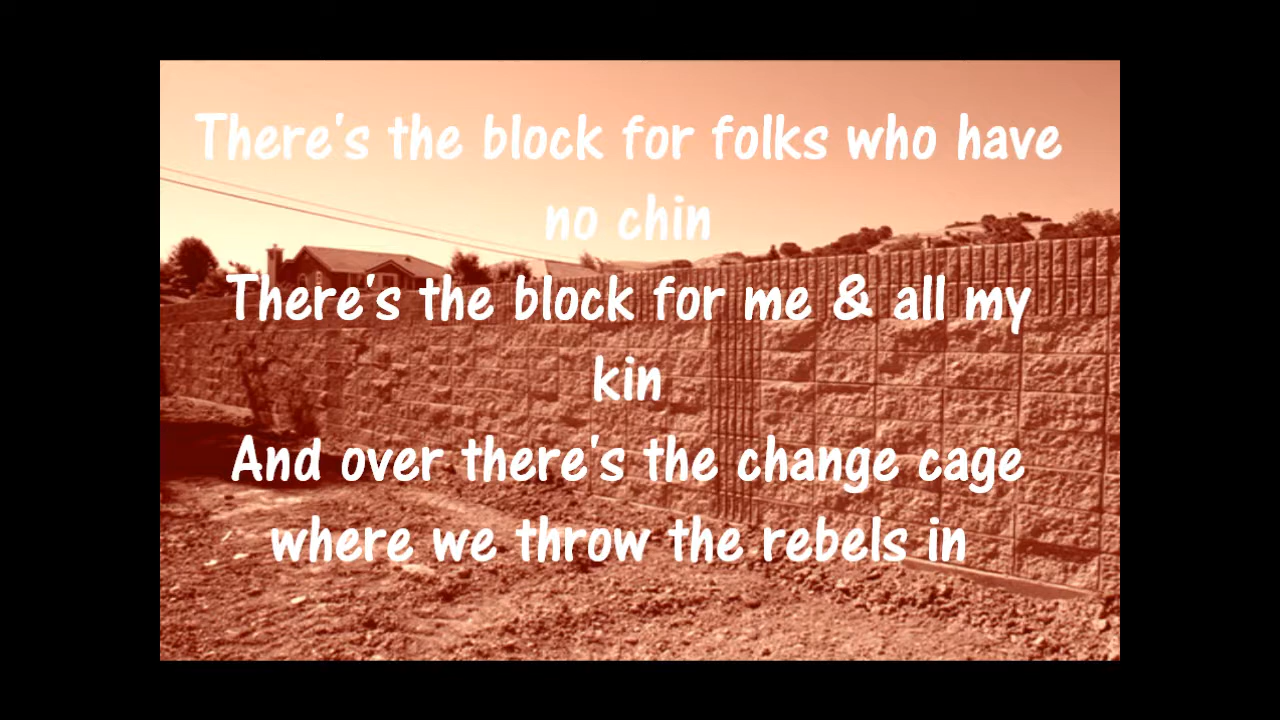 There's the block for folks who have
no chin
There's the block for me & all my
kin
And over there's the change cage
where we throw the rebels in